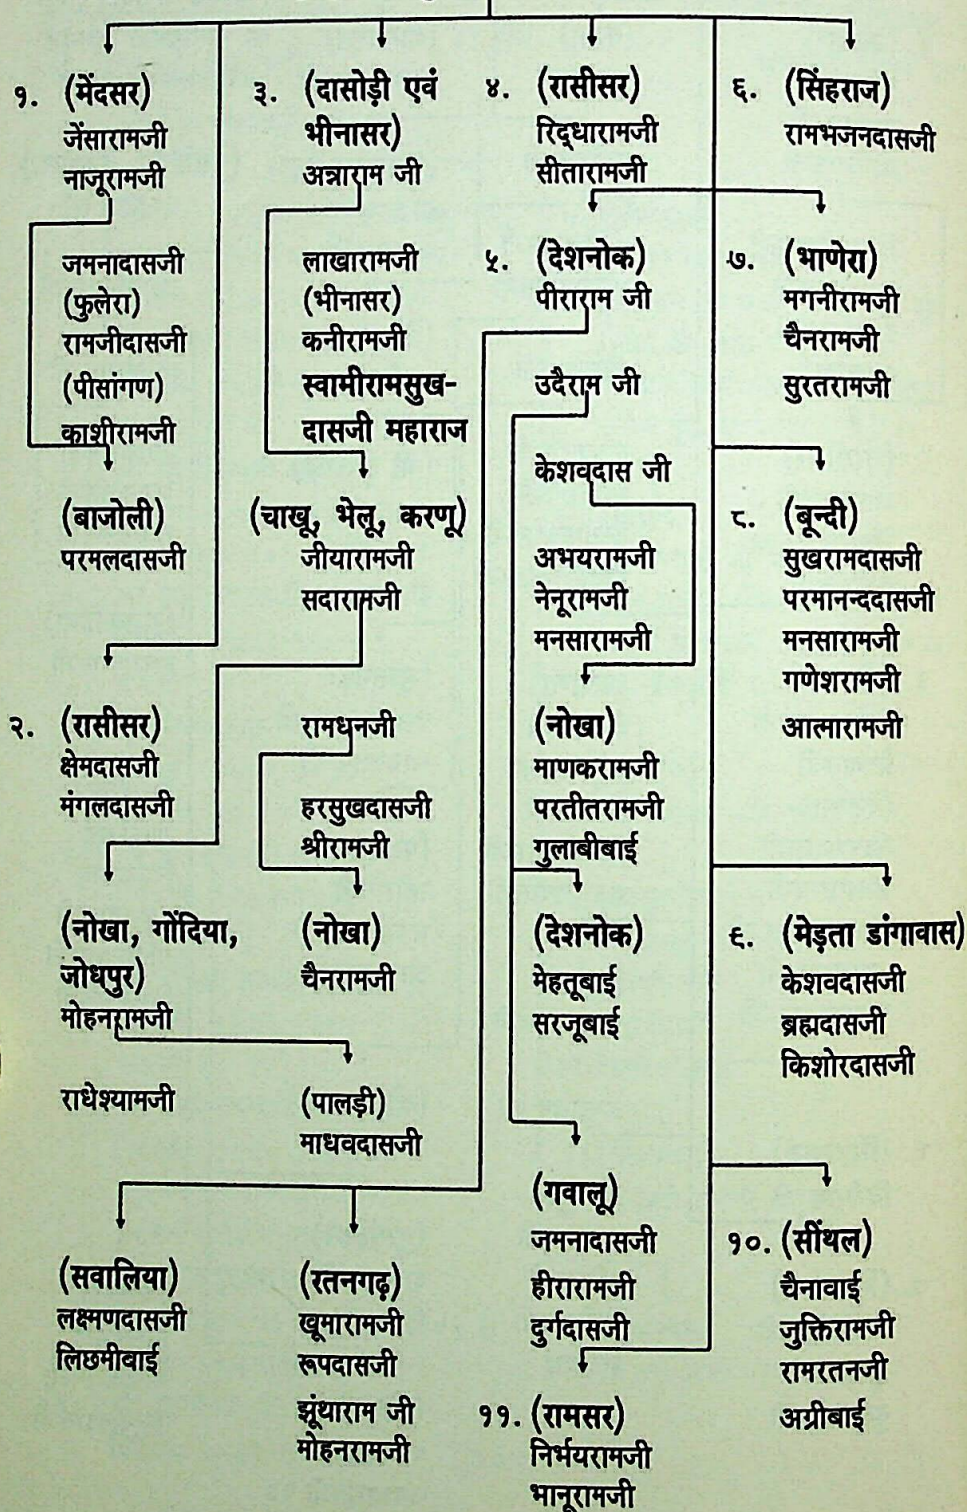 १. (मेंदसर)
जेंसारामजी
नाजूरामजी
जमनादासजी
(फुलेरा)
रामजीदासजी
(पीसांगण)
काशीरामजी
(बाजोली)
परमलदासजी
२. (रासीसर)
क्षेमदासजी
मंगलदासजी
(नोखा, गोंदिया,
जोधपुर)
मोहनरामजी
राधेश्यामजी
(सवालिया)
लक्ष्मणदासजी
लिछमीबाई
३. (दासोड़ी एवं
भीनासर)
अन्नाराम जी
लाखारामजी
(भीनासर)
कनीरामजी
स्वामीरामसुख-
दासजी महाराज
(चाखू, भेलू, करणू)
जीयारामजी
सदारामजी
रामधनजी
हरसुखदासजी
श्रीरामजी
(नोखा)
चैनरामजी
(पालड़ी)
माधवदासजी
(रतनगढ़)
खूमारामजी
रूपदासजी
झूंथाराम जी
मोहनरामजी
४. (रासीसर)
रिद्धारामजी
सीतारामजी
५. (देशनोक)
पीराराम जी
उदैराम जी
केशवदास जी
अभयरामजी
नेनूरामजी
मनसारामजी
(नोखा)
माणकरामजी
परतीतरामजी
गुलाबीबाई
(देशनोक)
मेहतूबाई
सरजूबाई
(गवालू)
जमनादासजी
हीरारामजी
दुर्गदासजी
११. (रामसर)
निर्भयरामजी
भानूरामजी
६. (सिंहराज)
रामभजनदासजी
७. (भाणेरा)
मगनीरामजी
चैनरामजी
सुरतरामजी
८. (बून्दी)
सुखरामदासजी
परमानन्ददासजी
मनसारामजी
गणेशरामजी
आत्मारामजी
९. (मेड़ता डांगावास)
केशवदासजी
ब्रह्मदासजी
किशोरदासजी
१०. (सींथल)
चैनावाई
जुक्तिरामजी
रामरतनजी
अग्रीबाई